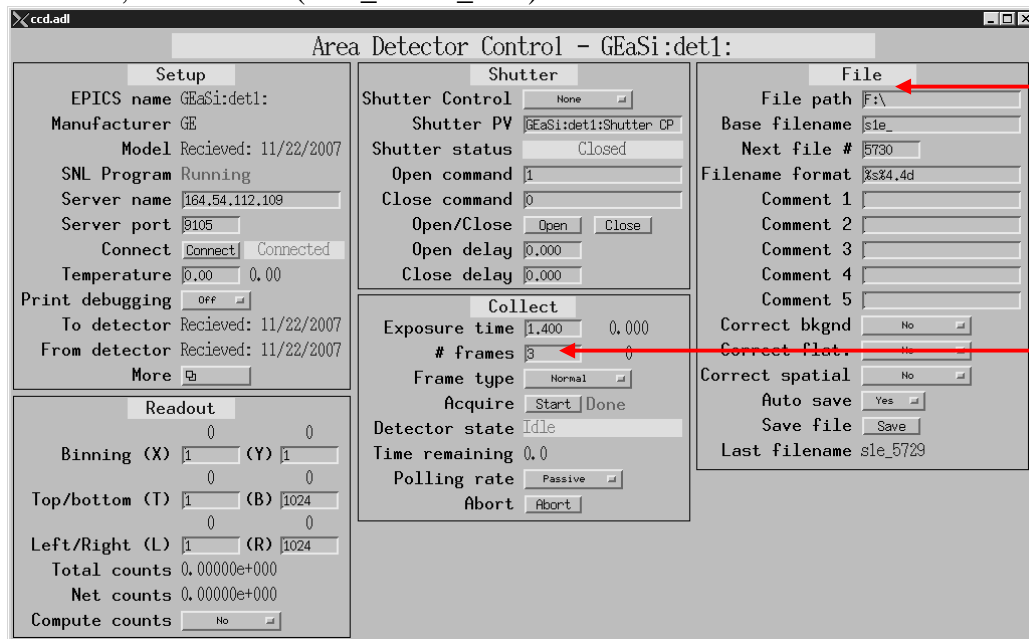 ccd.adl
Area Detector Control - GEaSi:det1:
Setup
EPICS name GEaSi:det1:
Manufacturer GE
Model Recieved: 11/22/2007
SNL Program Running
Server name 164.54.112.109
Server port 9105
Connect Connect Connected
Temperature 0.00 0.00
Print debugging Off
To detector Recieved: 11/22/2007
From detector Recieved: 11/22/2007
More
Readout
0 0
Binning (X) 1 (Y) 1
0 0
Top/bottom (T) 1 (B) 1024
0 0
Left/Right (L) 1 (R) 1024
Total counts 0.00000e+000
Net counts 0.00000e+000
Compute counts No
Shutter
Shutter Control None
Shutter PV GEaSi:det1:Shutter CP
Shutter status Closed
Open command 1
Close command 0
Open/Close Open Close
Open delay 0.000
Close delay 0.000
Collect
Exposure time 1.400 0.000
# frames 3 0
Frame type Normal
Acquire Start Done
Detector state Idle
Time remaining 0.0
Polling rate Passive
Abort Abort
File
File path F:\
Base filename s1e_
Next file # 5730
Filename format %s%4.4d
Comment 1
Comment 2
Comment 3
Comment 4
Comment 5
Correct bkgnd No
Correct flat. No
Correct spatial No
Auto save Yes
Save file Save
Last filename s1e_5729